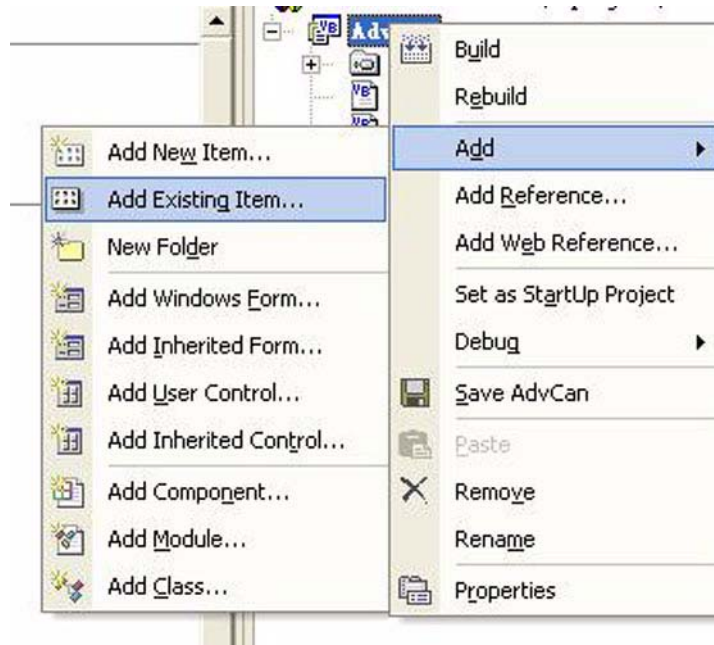 Adv
Build
Rebuild
Add
Add Reference...
Add Web Reference...
Set as StartUp Project
Debug
Save AdvCan
Paste
Remove
Rename
Properties
Add New Item...
Add Existing Item...
New Folder
Add Windows Form...
Add Inherited Form...
Add User Control...
Add Inherited Control...
Add Component...
Add Module...
Add Class...